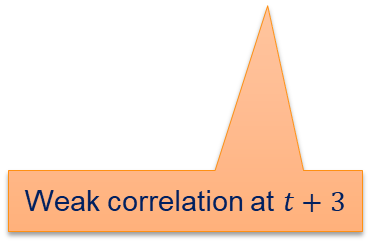 Weak correlation at t + 3